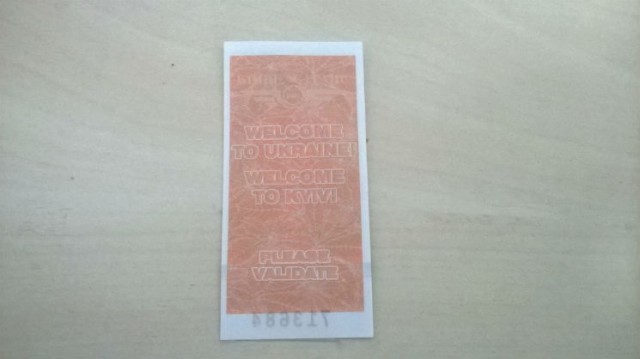 WELCOME
TO UKRAINE!
WELCOME
TO KYIV!
PLEASE
VALIDATE
713684